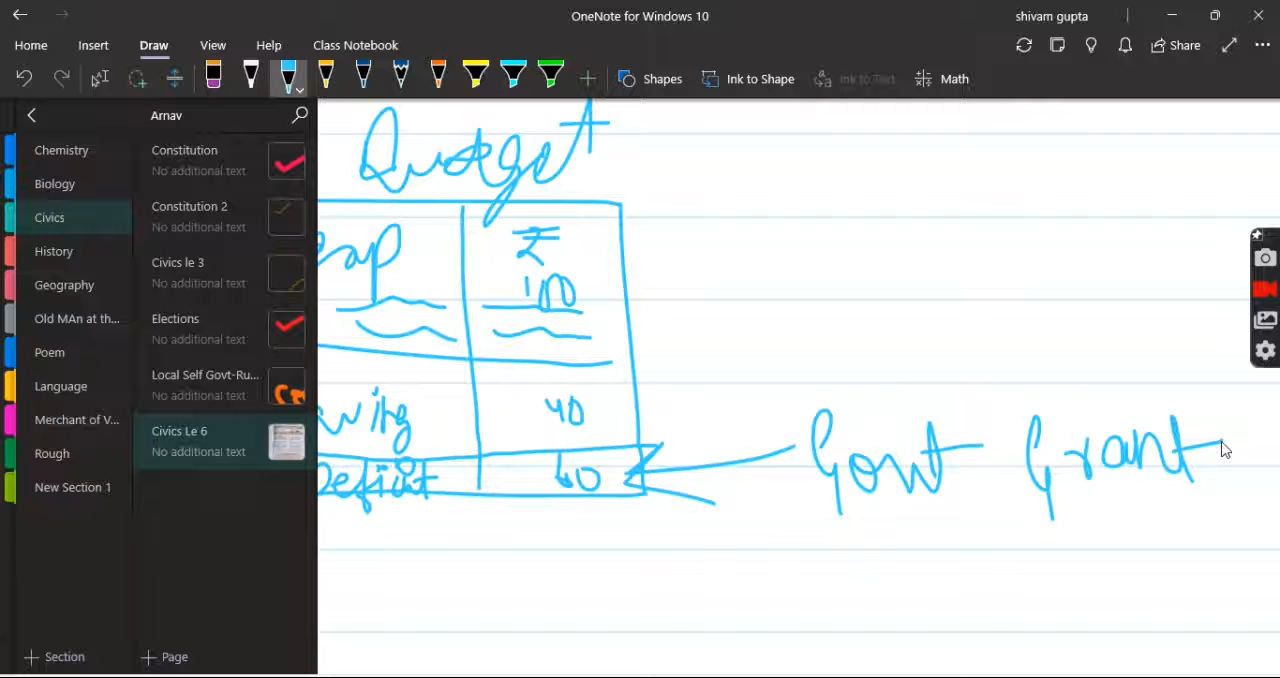 OneNote for Windows 10
shivam gupta
Home Insert Draw View Help Class Notebook
Share
Shapes Ink to Shape Ink to Text Math
Arnav
Chemistry
Biology
Civics
History
Geography
Old MAn at th...
Poem
Language
Merchant of V...
Rough
New Section 1
Constitution
No additional text
Constitution 2
No additional text
Civics le 3
No additional text
Elections
No additional text
Local Self Govt-Ru...
No additional text
Civics Le 6
No additional text
Section
Page
Budget
exp ₹
100
40
Deficit 60
Govt Grant